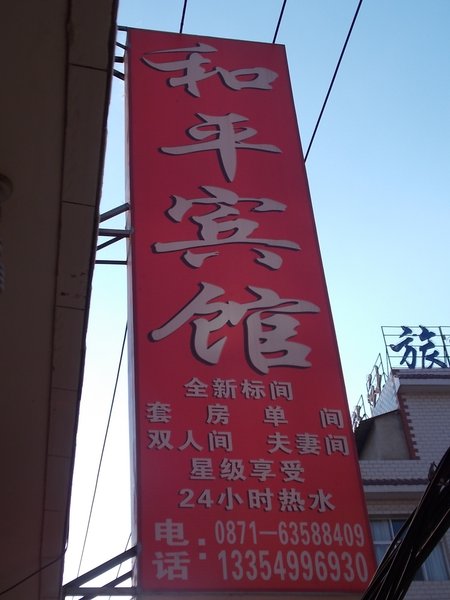 和平宾馆
全新标间
套房单间
双人间 夫妻间
星级享受
24小时热水
电话: 0871-63588409
13354996930
旅